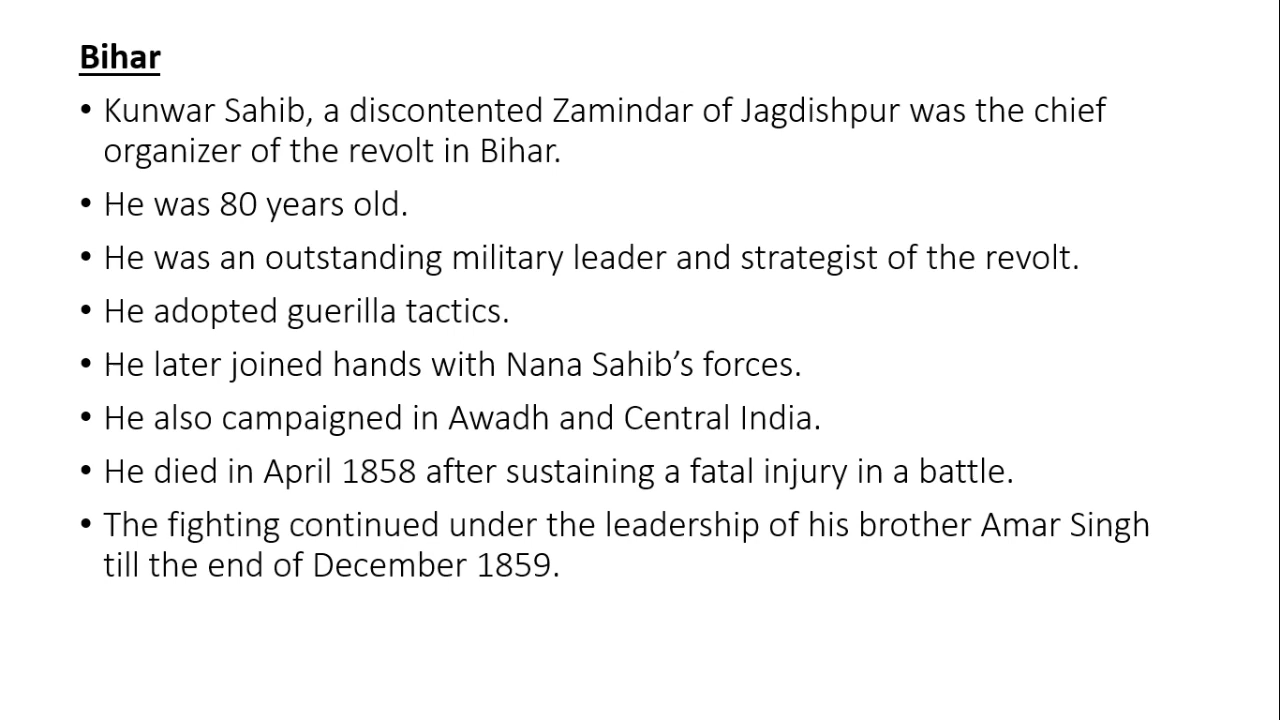 Bihar
• Kunwar Sahib, a discontented Zamindar of Jagdishpur was the chief
organizer of the revolt in Bihar.
• He was 80 years old.
• He was an outstanding military leader and strategist of the revolt.
• He adopted guerilla tactics.
• He later joined hands with Nana Sahib’s forces.
• He also campaigned in Awadh and Central India.
• He died in April 1858 after sustaining a fatal injury in a battle.
• The fighting continued under the leadership of his brother Amar Singh
till the end of December 1859.